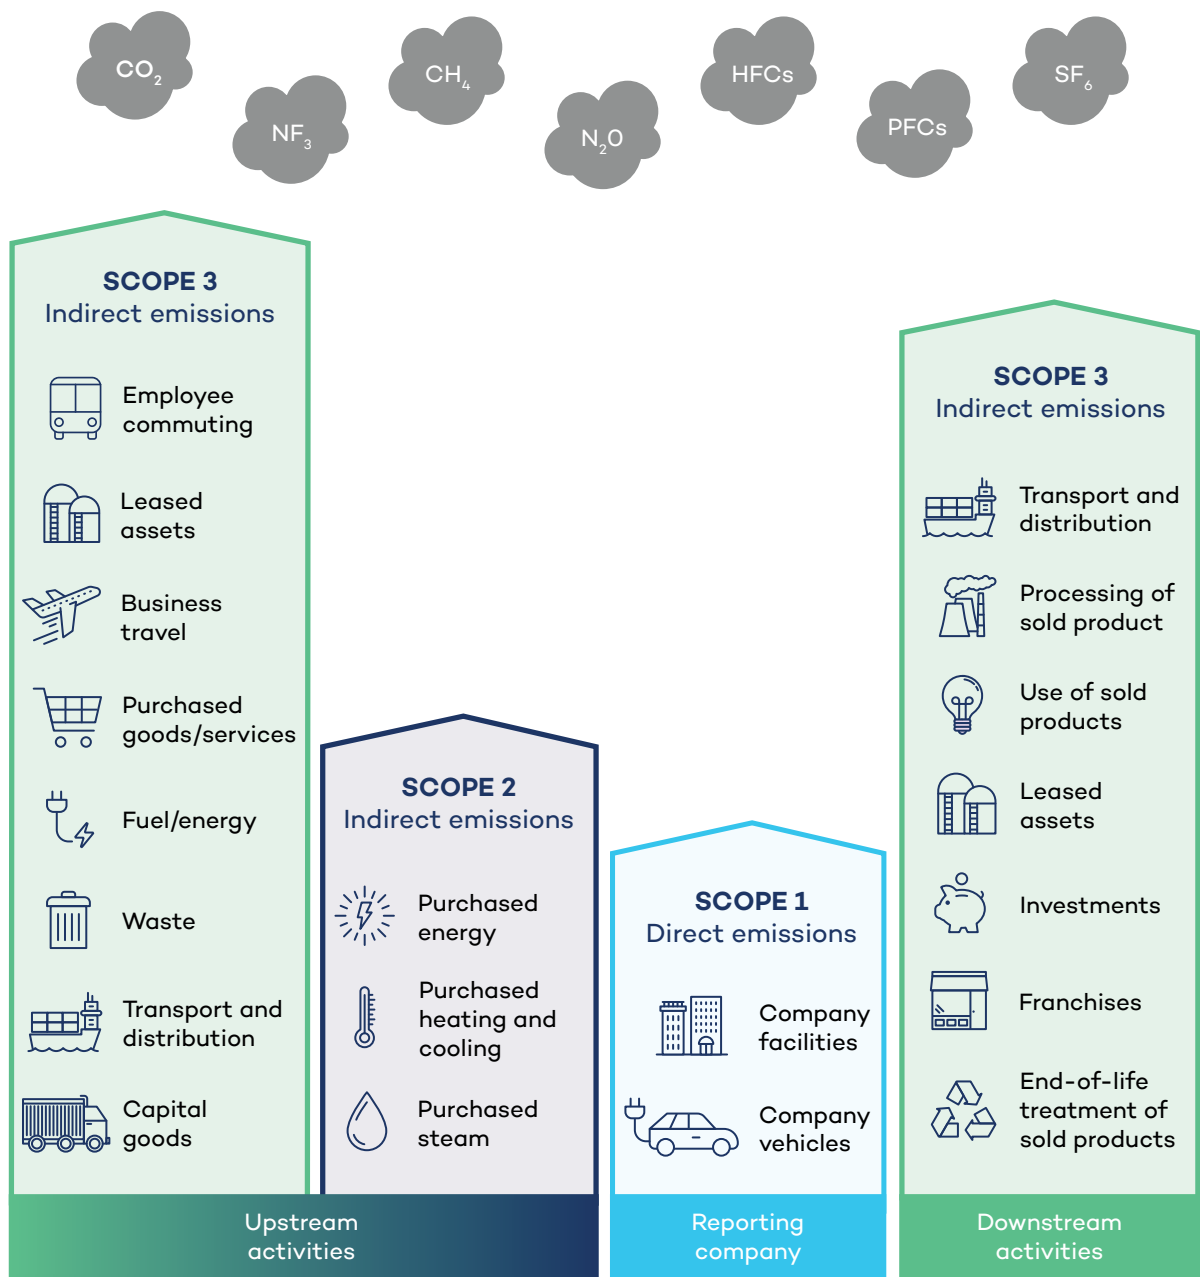 CO₂
NF₃
CH₄
N₂O
HFCs
PFCs
SF₆
SCOPE 3
Indirect emissions
Employee
commuting
Leased
assets
Business
travel
Purchased
goods/services
Fuel/energy
Waste
Transport and
distribution
Capital
goods
SCOPE 2
Indirect emissions
Purchased
energy
Purchased
heating and
cooling
Purchased
steam
Upstream
activities
SCOPE 1
Direct emissions
Company
facilities
Company
vehicles
Reporting
company
SCOPE 3
Indirect emissions
Transport and
distribution
Processing of
sold product
Use of sold
products
Leased
assets
Investments
Franchises
End-of-life
treatment of
sold products
Downstream
activities